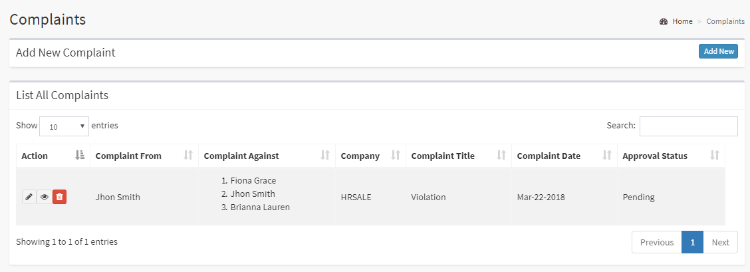 Complaints
Home > Complaints
Add New Complaint
Add New
List All Complaints
Show 10 entries
Search:
Action Complaint From Complaint Against Company Complaint Title Complaint Date Approval Status
1. Fiona Grace
Jhon Smith 2. Jhon Smith HRSALE Violation Mar-22-2018 Pending
3. Brianna Lauren
Showing 1 to 1 of 1 entries
Previous 1 Next